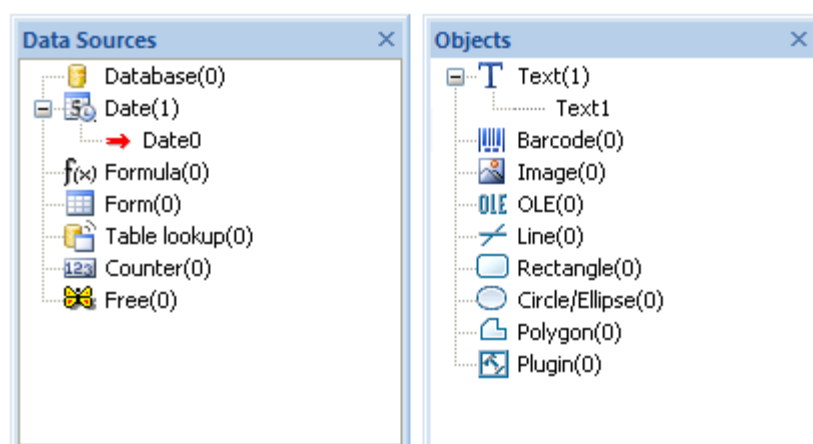 Data Sources
Database(0)
Date(1)
Date0
f(x) Formula(0)
Form(0)
Table lookup(0)
123 Counter(0)
Free(0)
Objects
T Text(1)
Text1
Barcode(0)
Image(0)
OLE OLE(0)
Line(0)
Rectangle(0)
Circle/Ellipse(0)
Polygon(0)
Plugin(0)